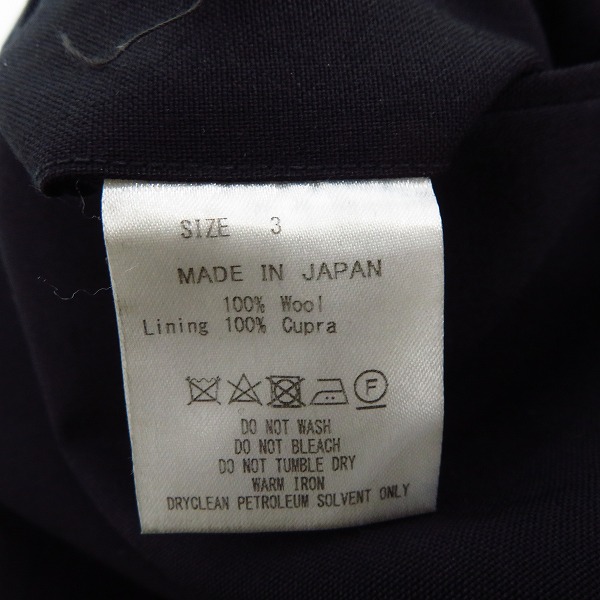 SIZE 3
MADE IN JAPAN
100% Wool
Lining 100% Cupra
F
DO NOT WASH
DO NOT BLEACH
DO NOT TUMBLE DRY
WARM IRON
DRYCLEAN PETROLEUM SOLVENT ONLY